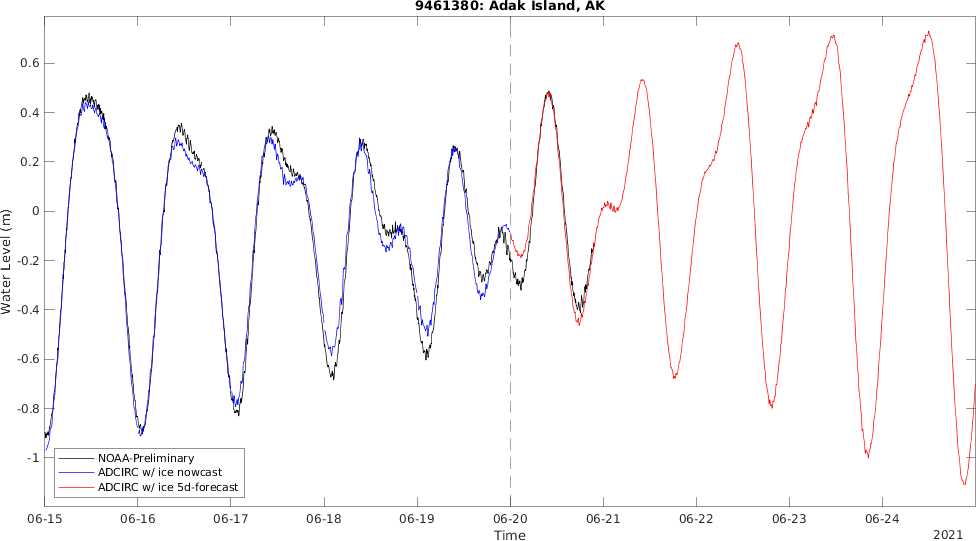 9461380: Adak Island, AK
Water Level (m)
0.6
0.4
0.2
0
-0.2
-0.4
-0.6
-0.8
-1
NOAA-Preliminary
ADCIRC w/ ice nowcast
ADCIRC w/ ice 5d-forecast
06-15 06-16 06-17 06-18 06-19 06-20 06-21 06-22 06-23 06-24
Time
2021